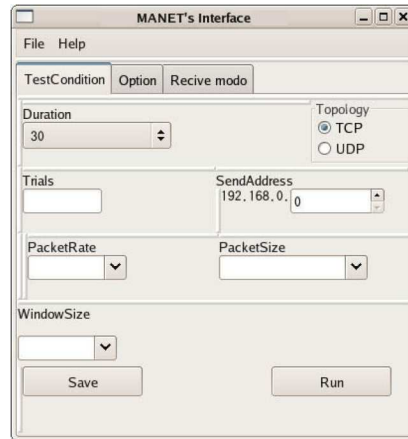 MANET's Interface
File Help
TestCondition Option Recive modo
Duration
30
Topology
TCP
UDP
Trials
SendAddress
192.168.0. 0
PacketRate PacketSize
WindowSize
Save Run